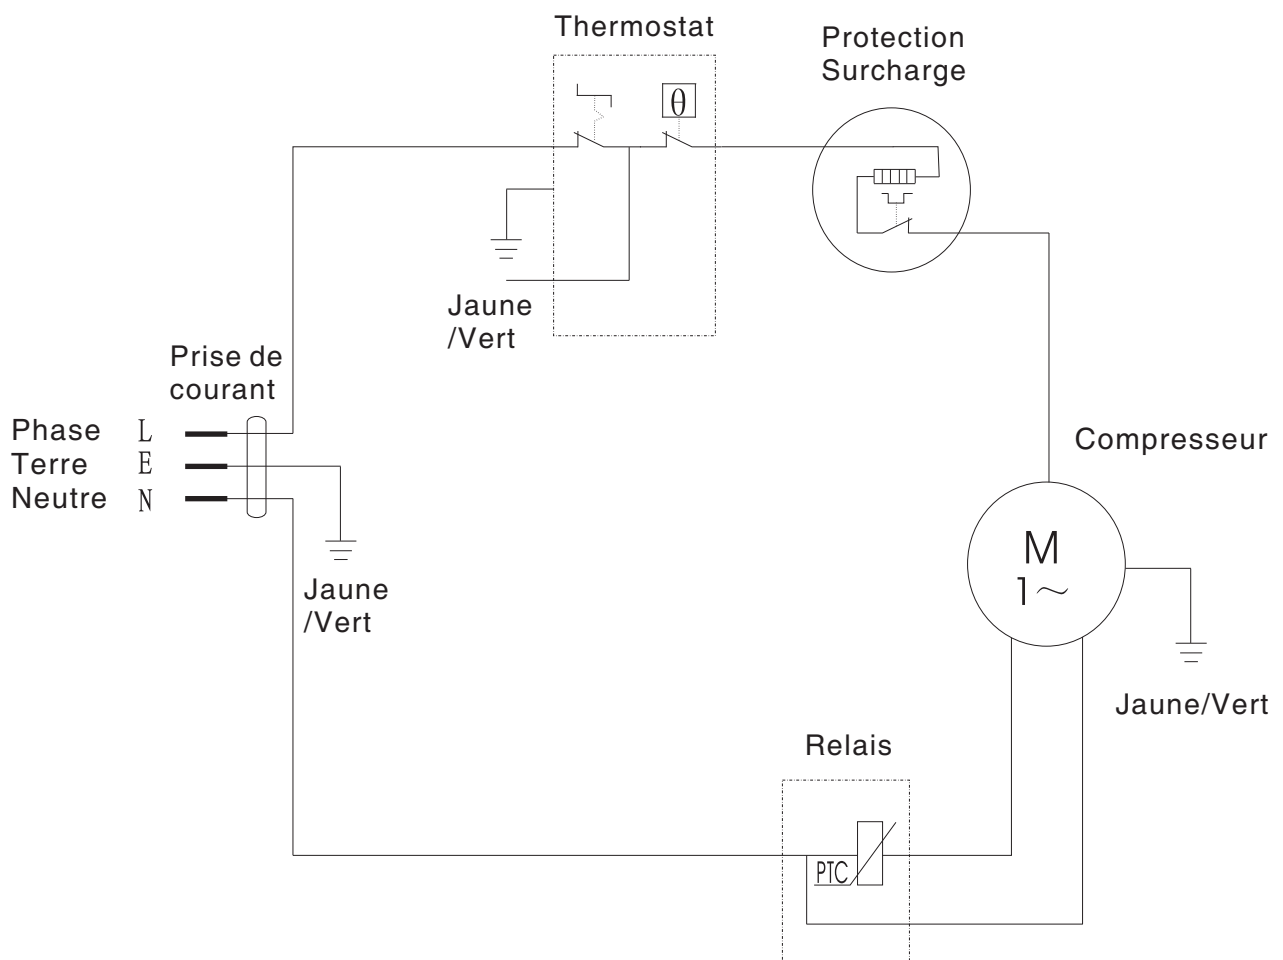 Thermostat
Protection
Surcharge
θ
Jaune
/Vert
Prise de
courant
Phase L
Terre E
Neutre N
Compresseur
M
1~
Jaune
/Vert
Jaune/Vert
Relais
PTC